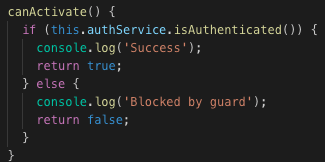 canActivate() {
  if (this.authService.isAuthenticated()) {
    console.log('Success');
    return true;
  } else {
    console.log('Blocked by guard');
    return false;
  }
}